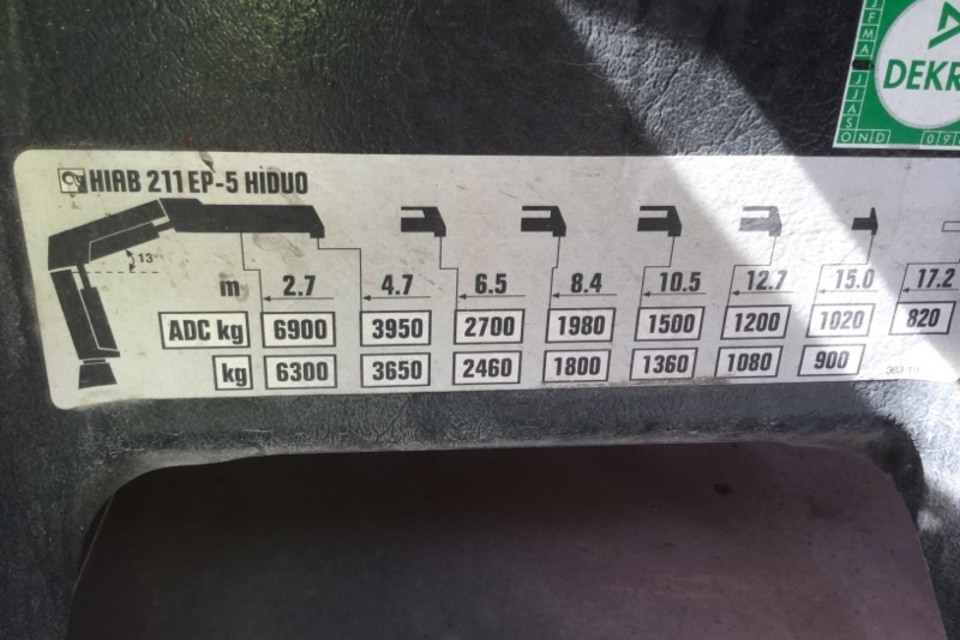 HIAB 211 EP-5 HiDUO
13°
m 2.7 4.7 6.5 8.4 10.5 12.7 15.0 17.2
ADC kg 6900 3950 2700 1980 1500 1200 1020 820
kg 6300 3650 2460 1800 1360 1080 900
J
F
M
A
J
J
A
S
O N D
DEKR